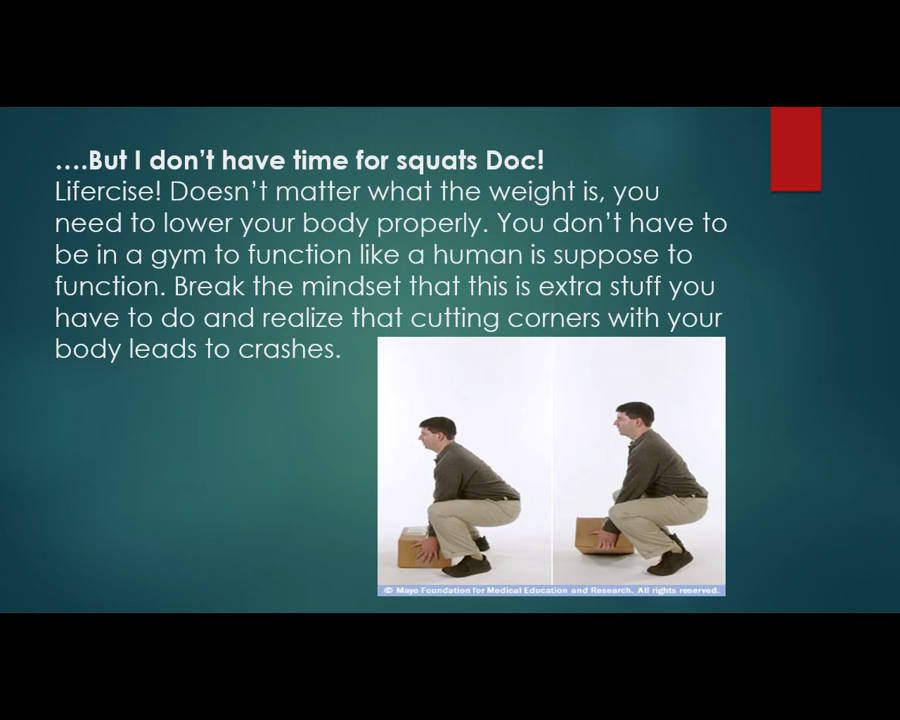 ….But I don’t have time for squats Doc!
Lifercise! Doesn’t matter what the weight is, you
need to lower your body properly. You don’t have to
be in a gym to function like a human is suppose to
function. Break the mindset that this is extra stuff you
have to do and realize that cutting corners with your
body leads to crashes.
© Mayo Foundation for Medical Education and Research. All rights reserved.